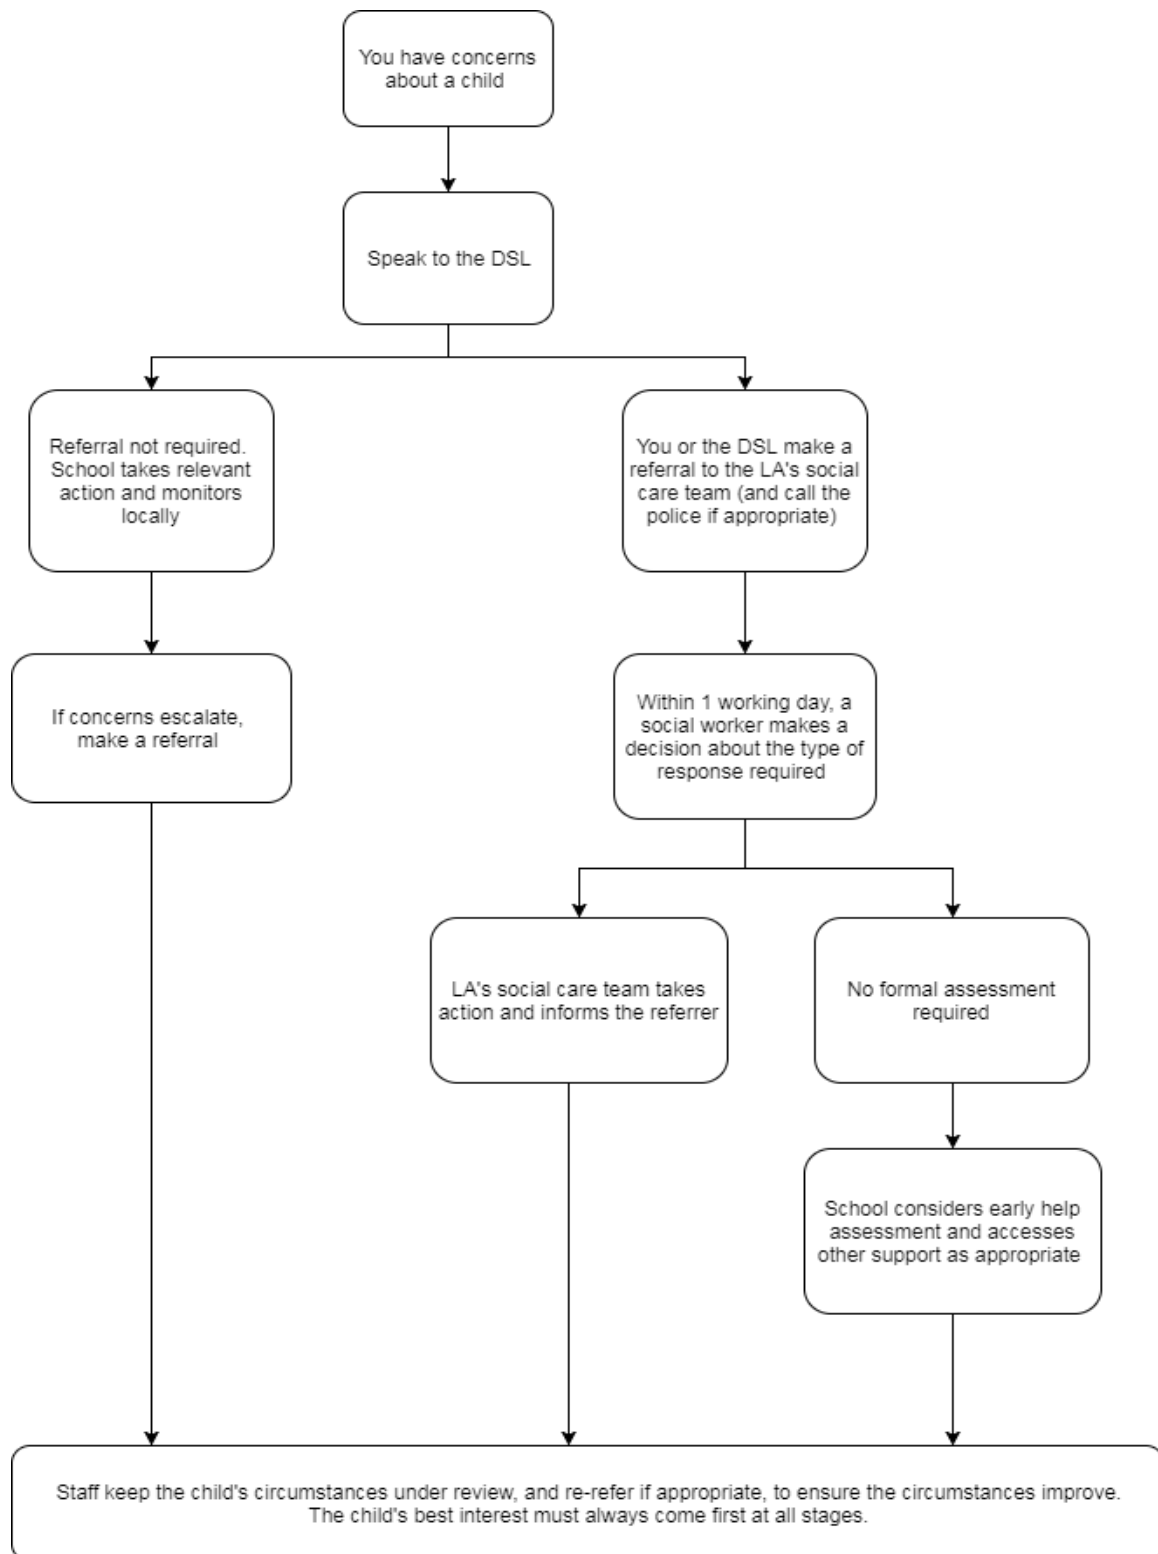 You have concerns
about a child
Speak to the DSL
Referral not required.
School takes relevant
action and monitors
locally
You or the DSL make a
referral to the LA's social
care team (and call the
police if appropriate)
If concerns escalate,
make a referral
Within 1 working day, a
social worker makes a
decision about the type of
response required
LA's social care team takes
action and informs the referrer
No formal assessment
required
School considers early help
assessment and accesses
other support as appropriate
Staff keep the child's circumstances under review, and re-refer if appropriate, to ensure the circumstances improve.
The child's best interest must always come first at all stages.